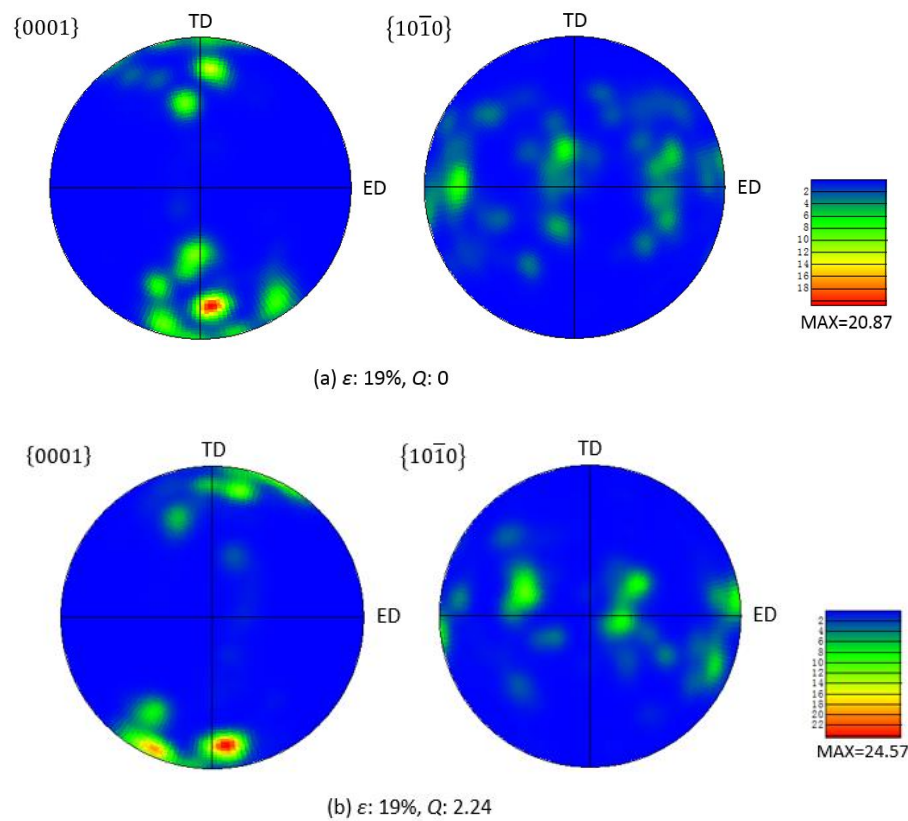 {0001}
TD
{101̅0}
ED
ED
2
4
6
8
10
12
14
16
18
MAX=20.87
(a) ε: 19%, Q: 0
{0001}
TD
{101̅0}
TD
ED
ED
2
4
6
8
10
12
14
16
18
20
22
MAX=24.57
(b) ε: 19%, Q: 2.24